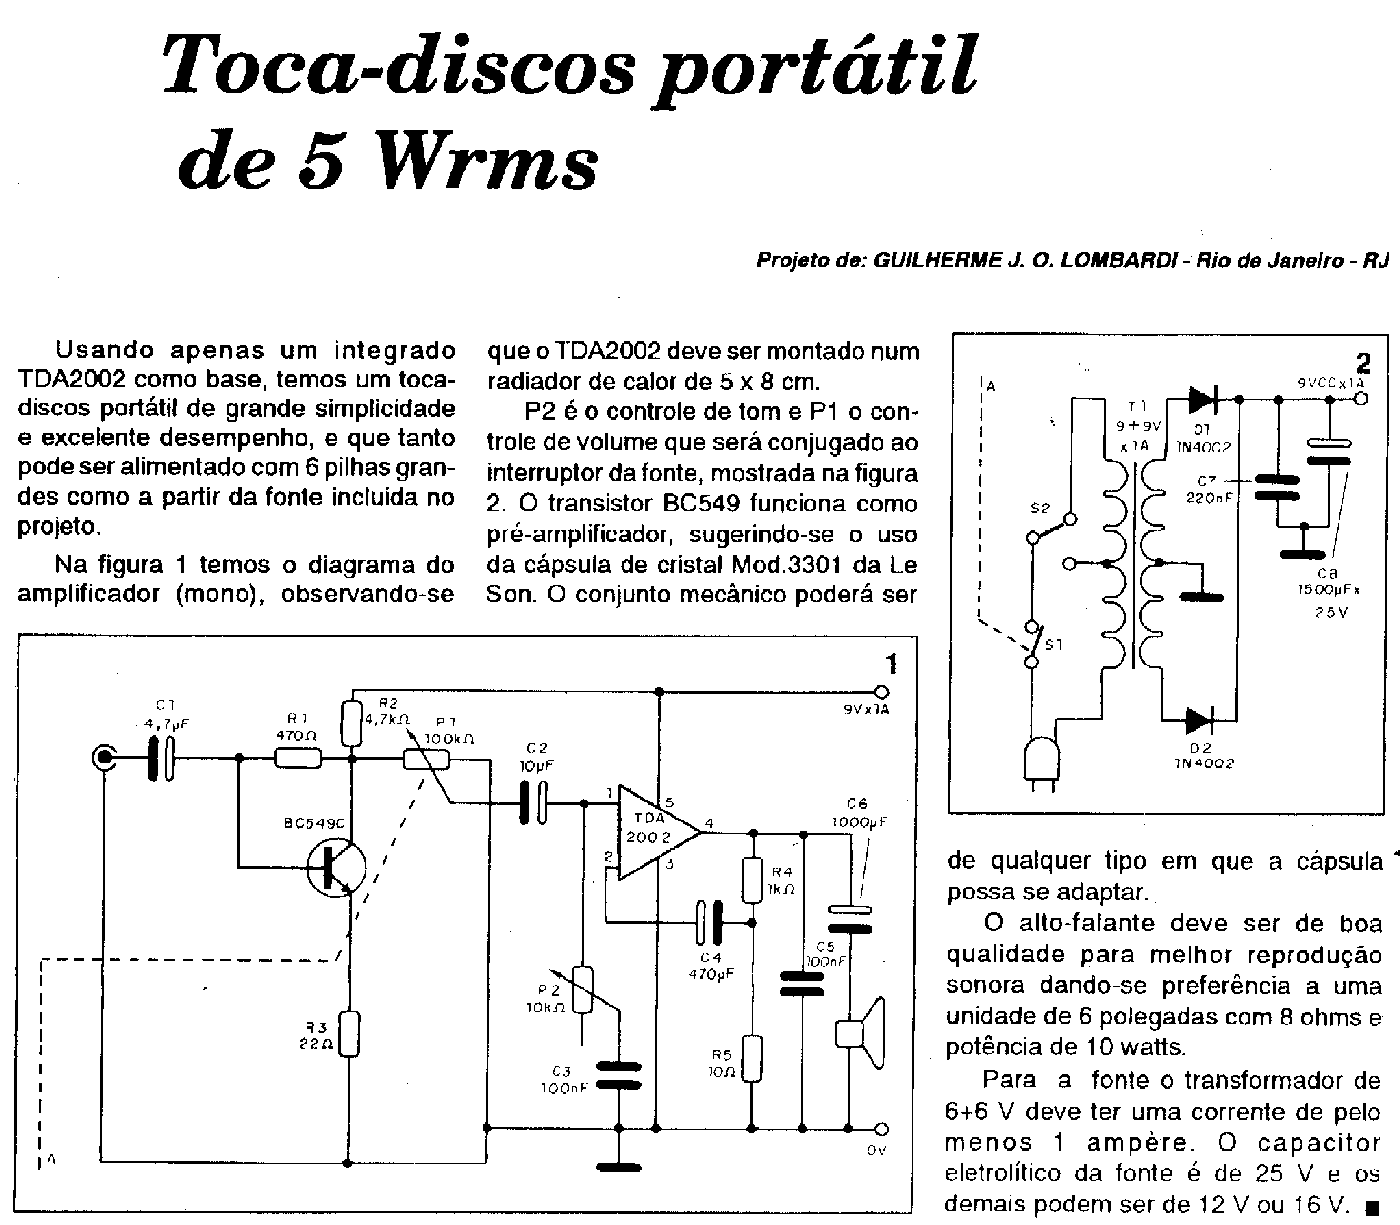 Toca-discos portátil
de 5 Wrms
Projeto de: GUILHERME J. O. LOMBARDI - Rio de Janeiro - RJ
Usando apenas um integrado
TDA2002 como base, temos um toca-
discos portátil de grande simplicidade
e excelente desempenho, e que tanto
pode ser alimentado com 6 pilhas gran-
des como a partir da fonte incluida no
projeto.
Na figura 1 temos o diagrama do
amplificador (mono), observando-se
que o TDA2002 deve ser montado num
radiador de calor de 5 x 8 cm.
P2 é o controle de tom e P1 o con-
trole de volume que será conjugado ao
interruptor da fonte, mostrada na figura
2. O transistor BC549 funciona como
pré-amplificador, sugerindo-se o uso
da cápsula de cristal Mod.3301 da Le
Son. O conjunto mecânico poderá ser
1
C1
4,7µF
R1
470Ω
R2
4,7kΩ
P1
100kΩ
C2
10µF
9Vx1A
BC549C
1
TDA
2002
5
4
2
3
C6
1000µF
R4
1kΩ
C4
470µF
C5
100nF
P2
10kΩ
R3
22Ω
C3
100nF
R5
10Ω
0V
A
2
A
T1
9+9V
x1A
D1
1N4002
9VCCx1A
C7
220nF
S2
C8
1500µFx
25V
S1
D2
1N4002
de qualquer tipo em que a cápsula
possa se adaptar.
O alto-falante deve ser de boa
qualidade para melhor reprodução
sonora dando-se preferência a uma
unidade de 6 polegadas com 8 ohms e
potência de 10 watts.
Para a fonte o transformador de
6+6 V deve ter uma corrente de pelo
menos 1 ampère. O capacitor
eletrolítico da fonte é de 25 V e os
demais podem ser de 12 V ou 16 V. ■